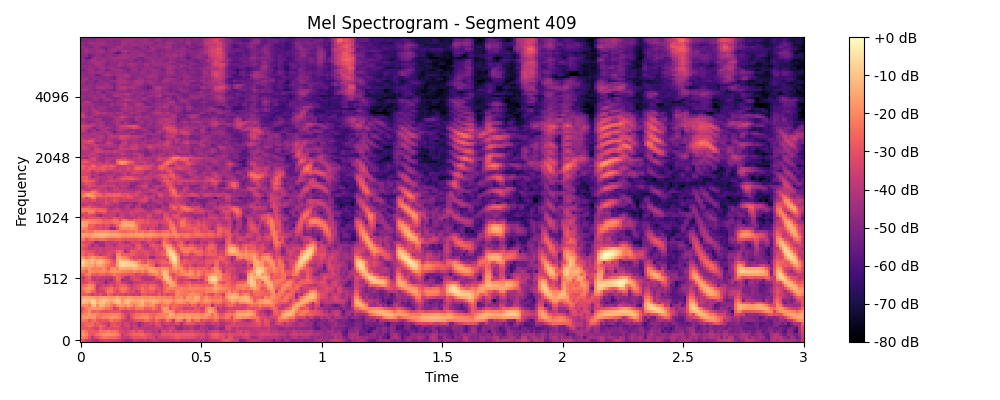 Mel Spectrogram - Segment 409
Frequency
4096
2048
1024
512
0
0
0.5
1
1.5
2
2.5
3
Time
+0 dB
-10 dB
-20 dB
-30 dB
-40 dB
-50 dB
-60 dB
-70 dB
-80 dB